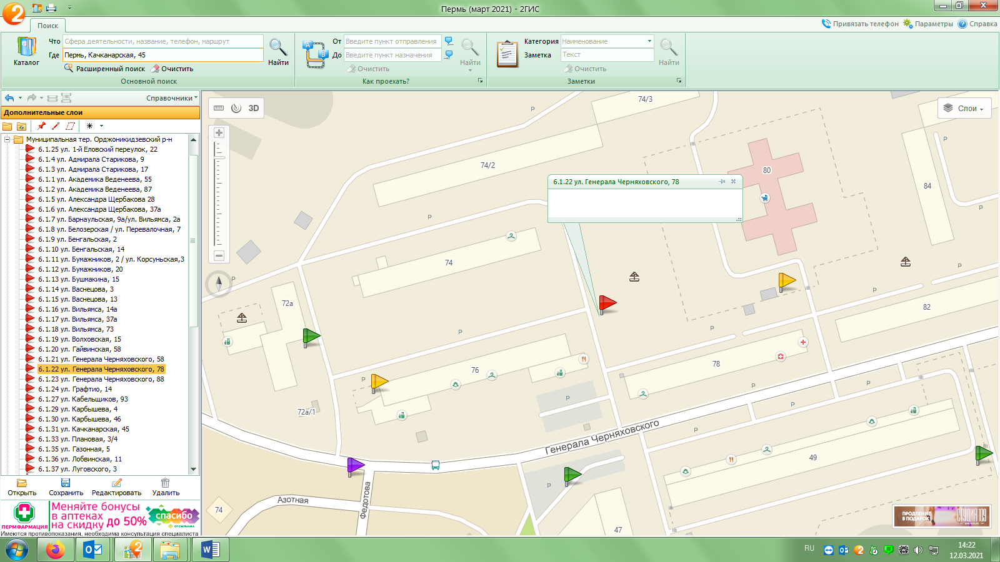 Пермь (март 2021) - 2ГИС
Поиск
Привязать телефон
Параметры
Справка
Каталог
Что
Сфера деятельности, название, телефон, маршрут
Где
Пермь, Качканарская, 45
Расширенный поиск
Очистить
Найти
Основной поиск
От
Введите пункт отправления
До
Введите пункт назначения
Очистить
Найти
Как проехать?
Категория
Наименование
Заметка
Текст
Очистить
Найти
Заметки
Справочники
Дополнительные слои
Муниципальная тер. Орджоникидзевский р-н
6.1.25 ул. 1-й Еловский переулок, 22
6.1.4 ул. Адмирала Старикова, 9
6.1.3 ул. Адмирала Старикова, 17
6.1.1 ул. Академика Веденеева, 55
6.1.2 ул. Академика Веденеева, 87
6.1.5 ул. Александра Щербакова 28
6.1.6 ул. Александра Щербакова, 37а
6.1.7 ул. Барнаульская, 9а/ул. Вильямса, 2а
6.1.8 ул. Белозерская / ул. Перевалочная, 7
6.1.9 ул. Бенгальская, 2
6.1.10 ул. Бенгальская, 14
6.1.11 ул. Бумажников, 2 / ул. Корсуньская,3
6.1.12 ул. Бумажников, 20
6.1.13 ул. Бушмакина, 15
6.1.14 ул. Васнецова, 3
6.1.15 ул. Васнецова, 13
6.1.16 ул. Вильямса, 14а
6.1.17 ул. Вильямса, 37а
6.1.18 ул. Вильямса, 73
6.1.19 ул. Волховская, 15
6.1.20 ул. Гайвинская, 58
6.1.21 ул. Генерала Черняховского, 58
6.1.22 ул. Генерала Черняховского, 78
6.1.23 ул. Генерала Черняховского, 88
6.1.24 ул. Графтио, 14
6.1.27 ул. Кабельщиков, 93
6.1.29 ул. Карбышева, 4
6.1.30 ул. Карбышева, 46
6.1.31 ул. Качканарская, 45
6.1.33 ул. Плановая, 3/4
6.1.35 ул. Газонная, 5
6.1.36 ул. Лобвинская, 11
6.1.37 ул. Луговского, 3
Открыть
Сохранить
Редактировать
Удалить
ПЕРМФАРМАЦИЯ
Меняйте бонусы
в аптеках
на скидку до 50%
спасибо
ОТ СБЕРБАНКА
Имеются противопоказания, необходима консультация специалиста
3D
Слои
74/3
P
74/2
80
84
P
6.1.22 ул. Генерала Черняховского, 78
P
P
74
P
P
P
72а
82
P
P
76
78
P
P
P
P
72а/1
P
Генерала Черняховского
49
P
Федотова
Азотная
74
47
ПРОДЛЕНИЕ
В ПОДАРОК
СТУДИЯ 109
RU
14:22
12.03.2021